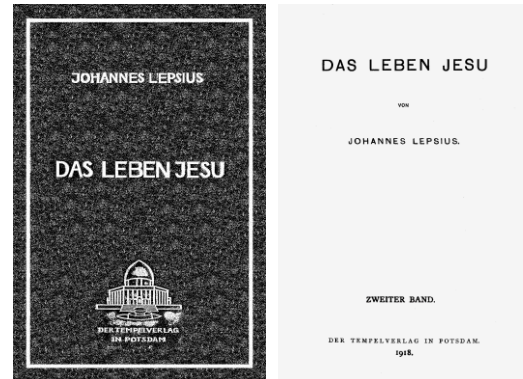 JOHANNES LEPSIUS
DAS LEBEN JESU
DER TEMPELVERLAG
IN POTSDAM
DAS LEBEN JESU
VON
JOHANNES LEPSIUS.
ZWEITER BAND.
DER TEMPELVERLAG IN POTSDAM.
1918.